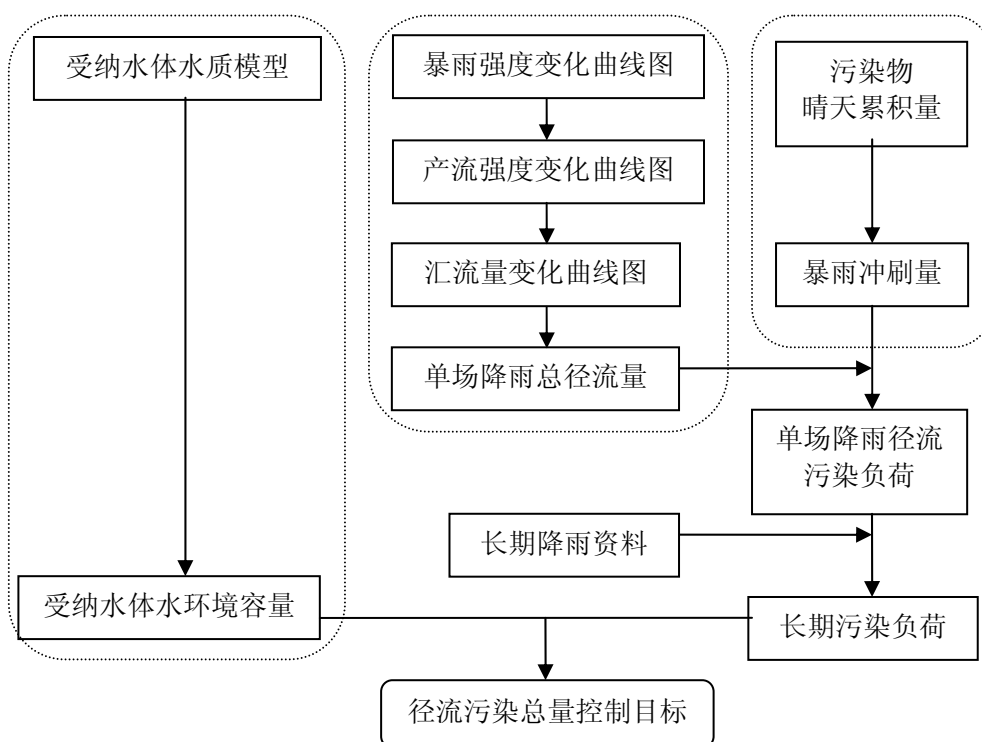 受纳水体水质模型
暴雨强度变化曲线图
污染物
晴天累积量
产流强度变化曲线图
汇流量变化曲线图
暴雨冲刷量
单场降雨总径流量
单场降雨径流
污染负荷
长期降雨资料
受纳水体水环境容量
长期污染负荷
径流污染总量控制目标